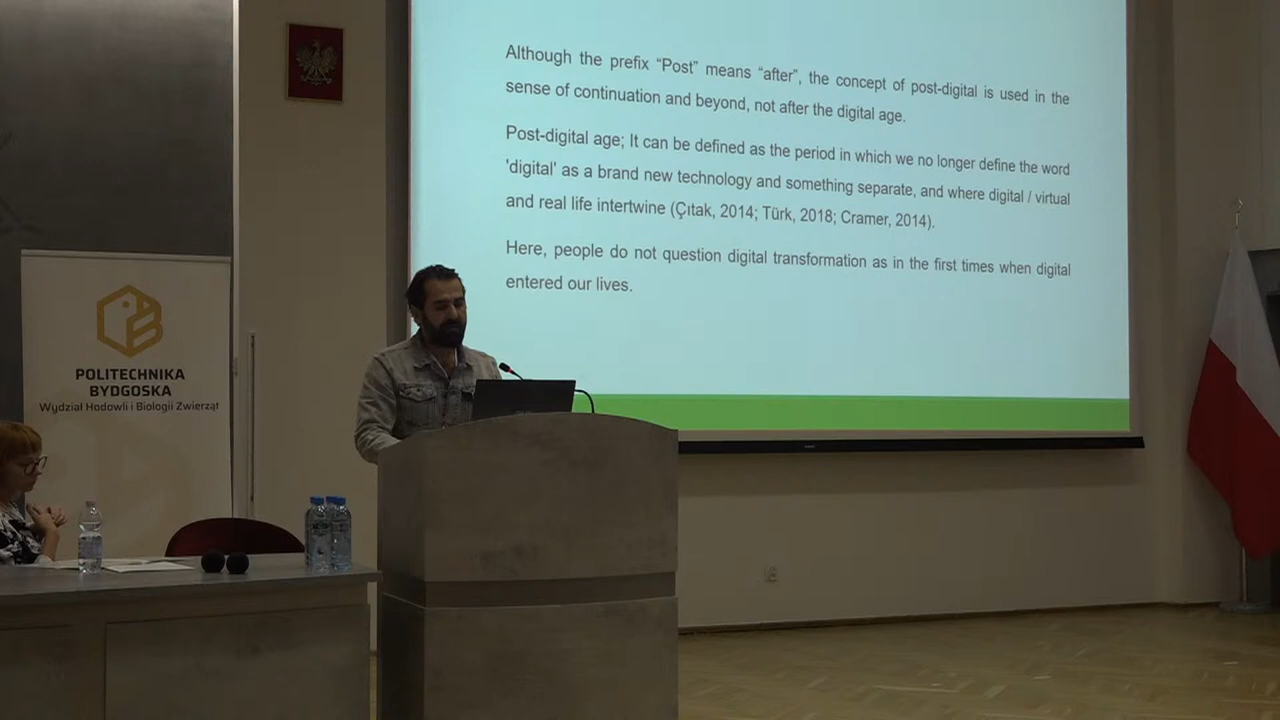 Although the prefix “Post” means “after”, the concept of post-digital is used in the
sense of continuation and beyond, not after the digital age.
Post-digital age; It can be defined as the period in which we no longer define the word
'digital' as a brand new technology and something separate, and where digital / virtual
and real life intertwine (Çıtak, 2014; Türk, 2018; Cramer, 2014).
Here, people do not question digital transformation as in the first times when digital
entered our lives.
POLITECHNIKA
BYDGOSKA
Wydział Hodowli i Biologii Zwierząt